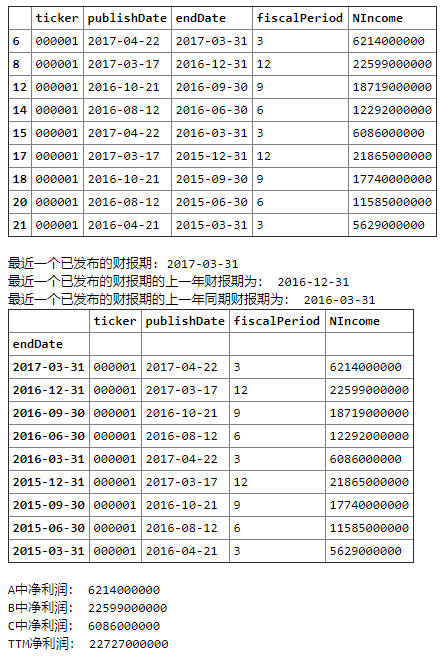 ticker publishDate endDate fiscalPeriod NIncome
6 000001 2017-04-22 2017-03-31 3 6214000000
8 000001 2017-03-17 2016-12-31 12 22599000000
12 000001 2016-10-21 2016-09-30 9 18719000000
14 000001 2016-08-12 2016-06-30 6 12292000000
15 000001 2017-04-22 2016-03-31 3 6086000000
17 000001 2017-03-17 2015-12-31 12 21865000000
18 000001 2016-10-21 2015-09-30 9 17740000000
20 000001 2016-08-12 2015-06-30 6 11585000000
21 000001 2016-04-21 2015-03-31 3 5629000000
最近一个已发布的财报期: 2017-03-31
最近一个已发布的财报期的上一年财报期为: 2016-12-31
最近一个已发布的财报期的上一年同期财报期为: 2016-03-31
ticker publishDate fiscalPeriod NIncome
endDate
2017-03-31 000001 2017-04-22 3 6214000000
2016-12-31 000001 2017-03-17 12 22599000000
2016-09-30 000001 2016-10-21 9 18719000000
2016-06-30 000001 2016-08-12 6 12292000000
2016-03-31 000001 2017-04-22 3 6086000000
2015-12-31 000001 2017-03-17 12 21865000000
2015-09-30 000001 2016-10-21 9 17740000000
2015-06-30 000001 2016-08-12 6 11585000000
2015-03-31 000001 2016-04-21 3 5629000000
A中净利润: 6214000000
B中净利润: 22599000000
C中净利润: 6086000000
TTM净利润: 22727000000